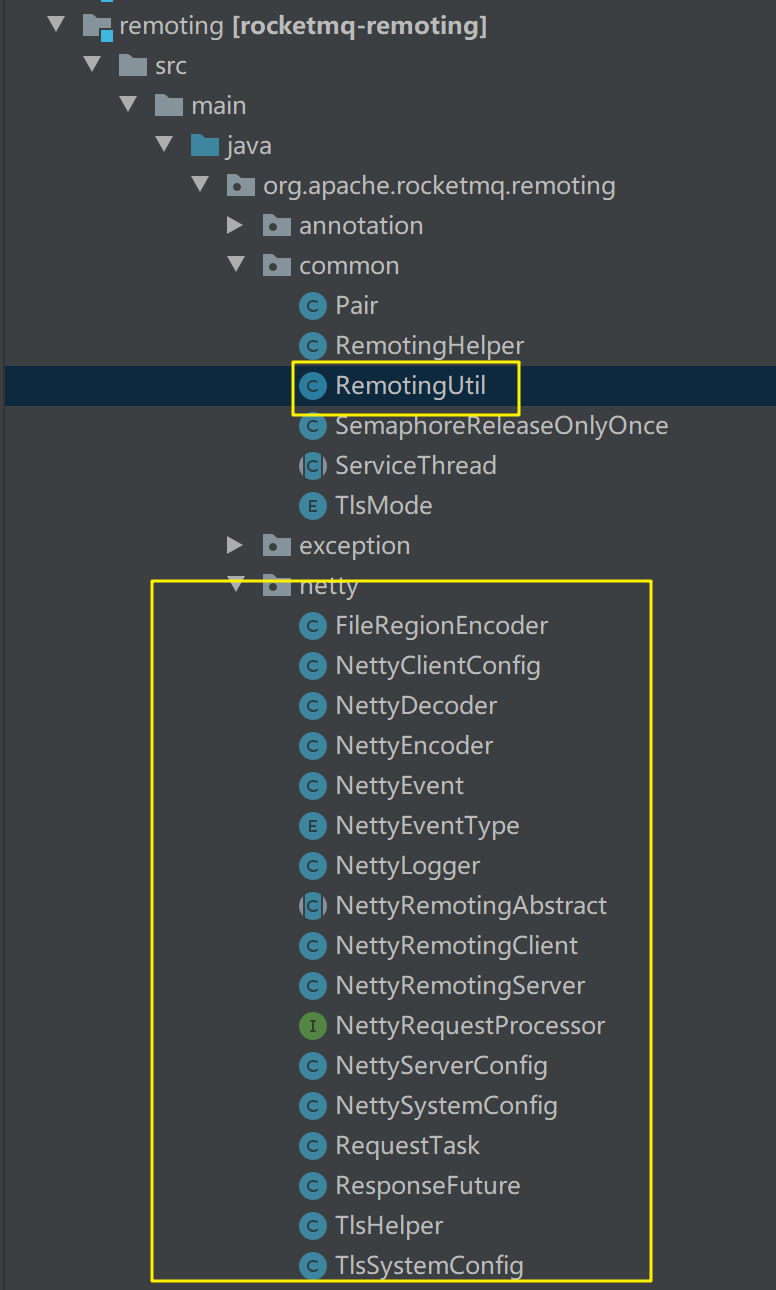 remoting [rocketmq-remoting]
src
main
java
org.apache.rocketmq.remoting
annotation
common
C Pair
C RemotingHelper
C RemotingUtil
C SemaphoreReleaseOnlyOnce
C ServiceThread
E TlsMode
exception
netty
C FileRegionEncoder
C NettyClientConfig
C NettyDecoder
C NettyEncoder
C NettyEvent
E NettyEventType
C NettyLogger
C NettyRemotingAbstract
C NettyRemotingClient
C NettyRemotingServer
I NettyRequestProcessor
C NettyServerConfig
C NettySystemConfig
C RequestTask
C ResponseFuture
C TlsHelper
C TlsSystemConfig